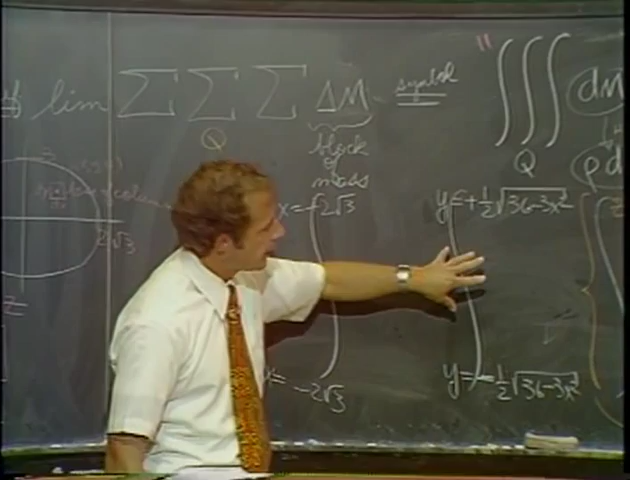 lim Σ Σ Σ ΔM symbol " ∭ dM
Q
Q
block
of
mass
ρ d
x = 2√3
y = +½√36-3x²
2√3
y = -½√36-3x²
x = -2√3